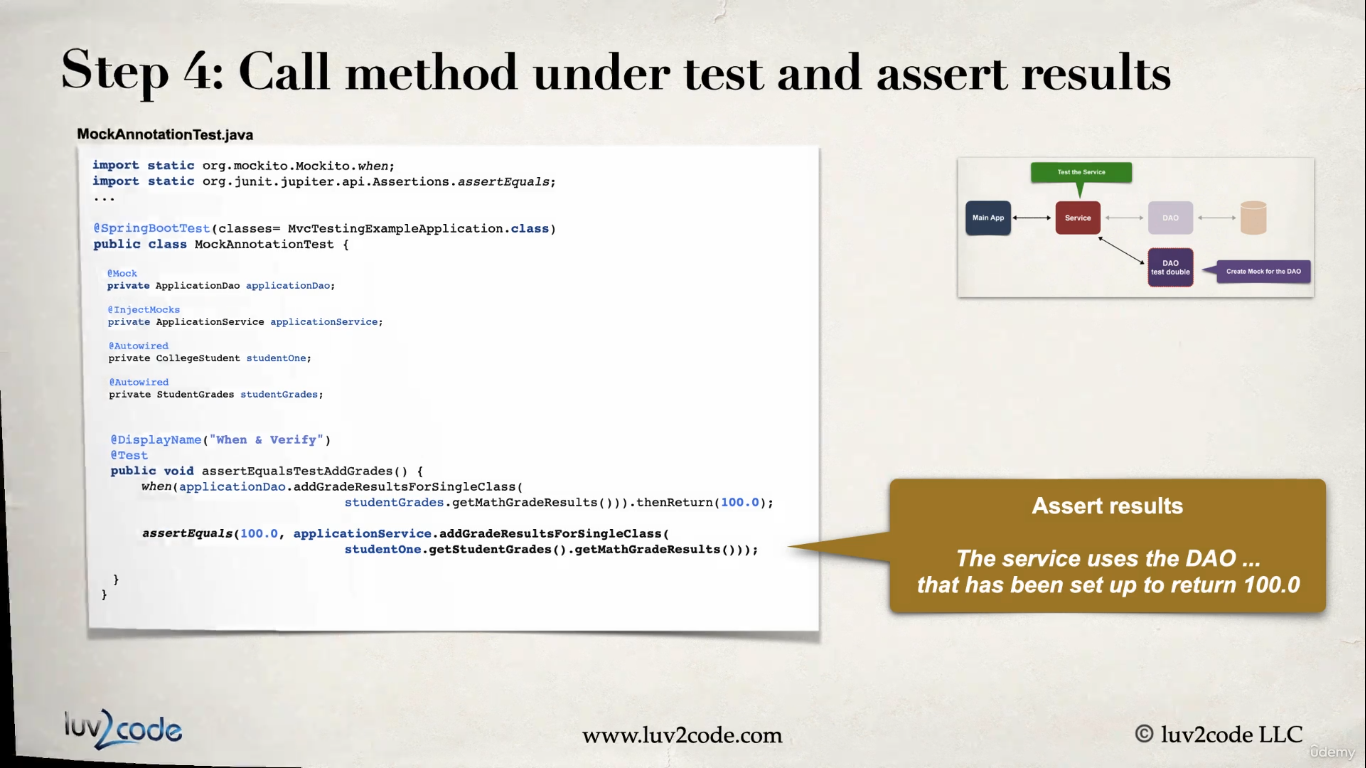 Step 4: Call method under test and assert results
MockAnnotationTest.java
import static org.mockito.Mockito.when;
import static org.junit.jupiter.api.Assertions.assertEquals;
...
@SpringBootTest(classes= MvcTestingExampleApplication.class)
public class MockAnnotationTest {
@Mock
private ApplicationDao applicationDao;
@InjectMocks
private ApplicationService applicationService;
@Autowired
private CollegeStudent studentOne;
@Autowired
private StudentGrades studentGrades;
@DisplayName("When & Verify")
@Test
public void assertEqualsTestAddGrades() {
when(applicationDao.addGradeResultsForSingleClass(
studentGrades.getMathGradeResults())).thenReturn(100.0);
assertEquals(100.0, applicationService.addGradeResultsForSingleClass(
studentOne.getStudentGrades().getMathGradeResults()));
}
}
Test the Service
Main App
Service
DAO
DAO
test double
Create Mock for the DAO
Assert results
The service uses the DAO ...
that has been set up to return 100.0
luv2code
www.luv2code.com
© luv2code LLC
ûdemy